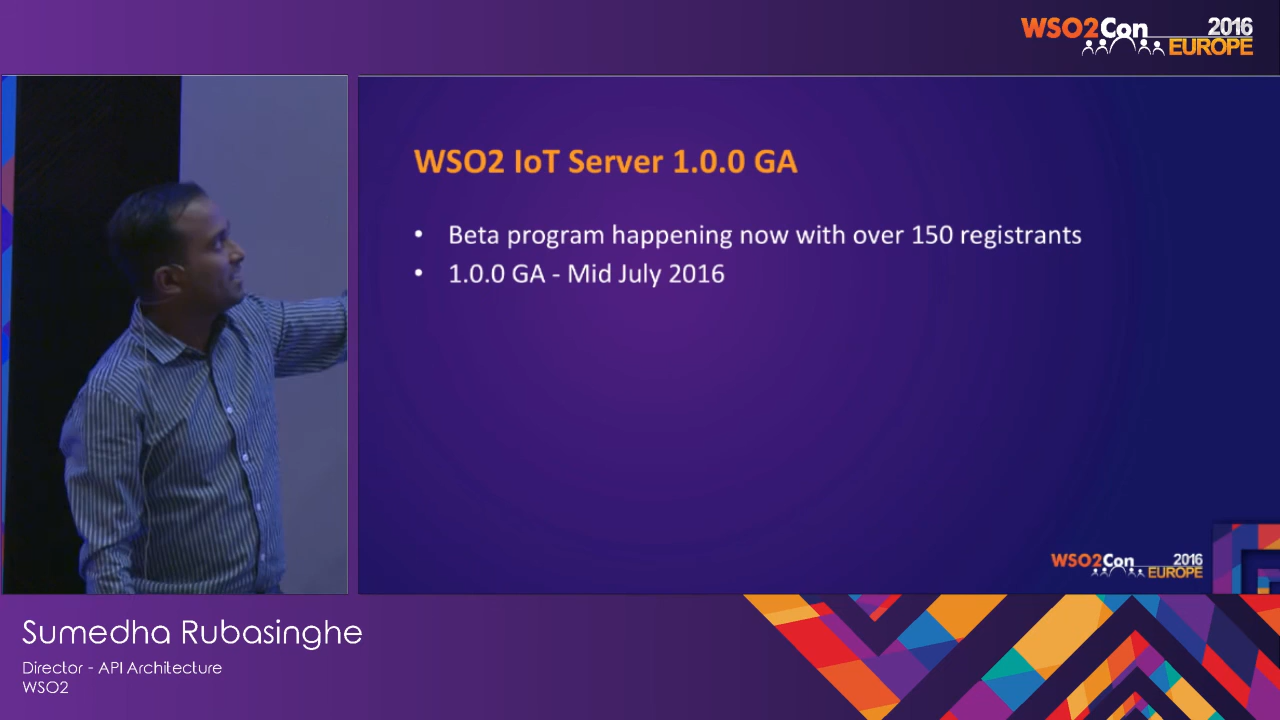 WSO2Con 2016
EUROPE
WSO2 IoT Server 1.0.0 GA
• Beta program happening now with over 150 registrants
• 1.0.0 GA - Mid July 2016
WSO2Con 2016
EUROPE
Sumedha Rubasinghe
Director - API Architecture
WSO2